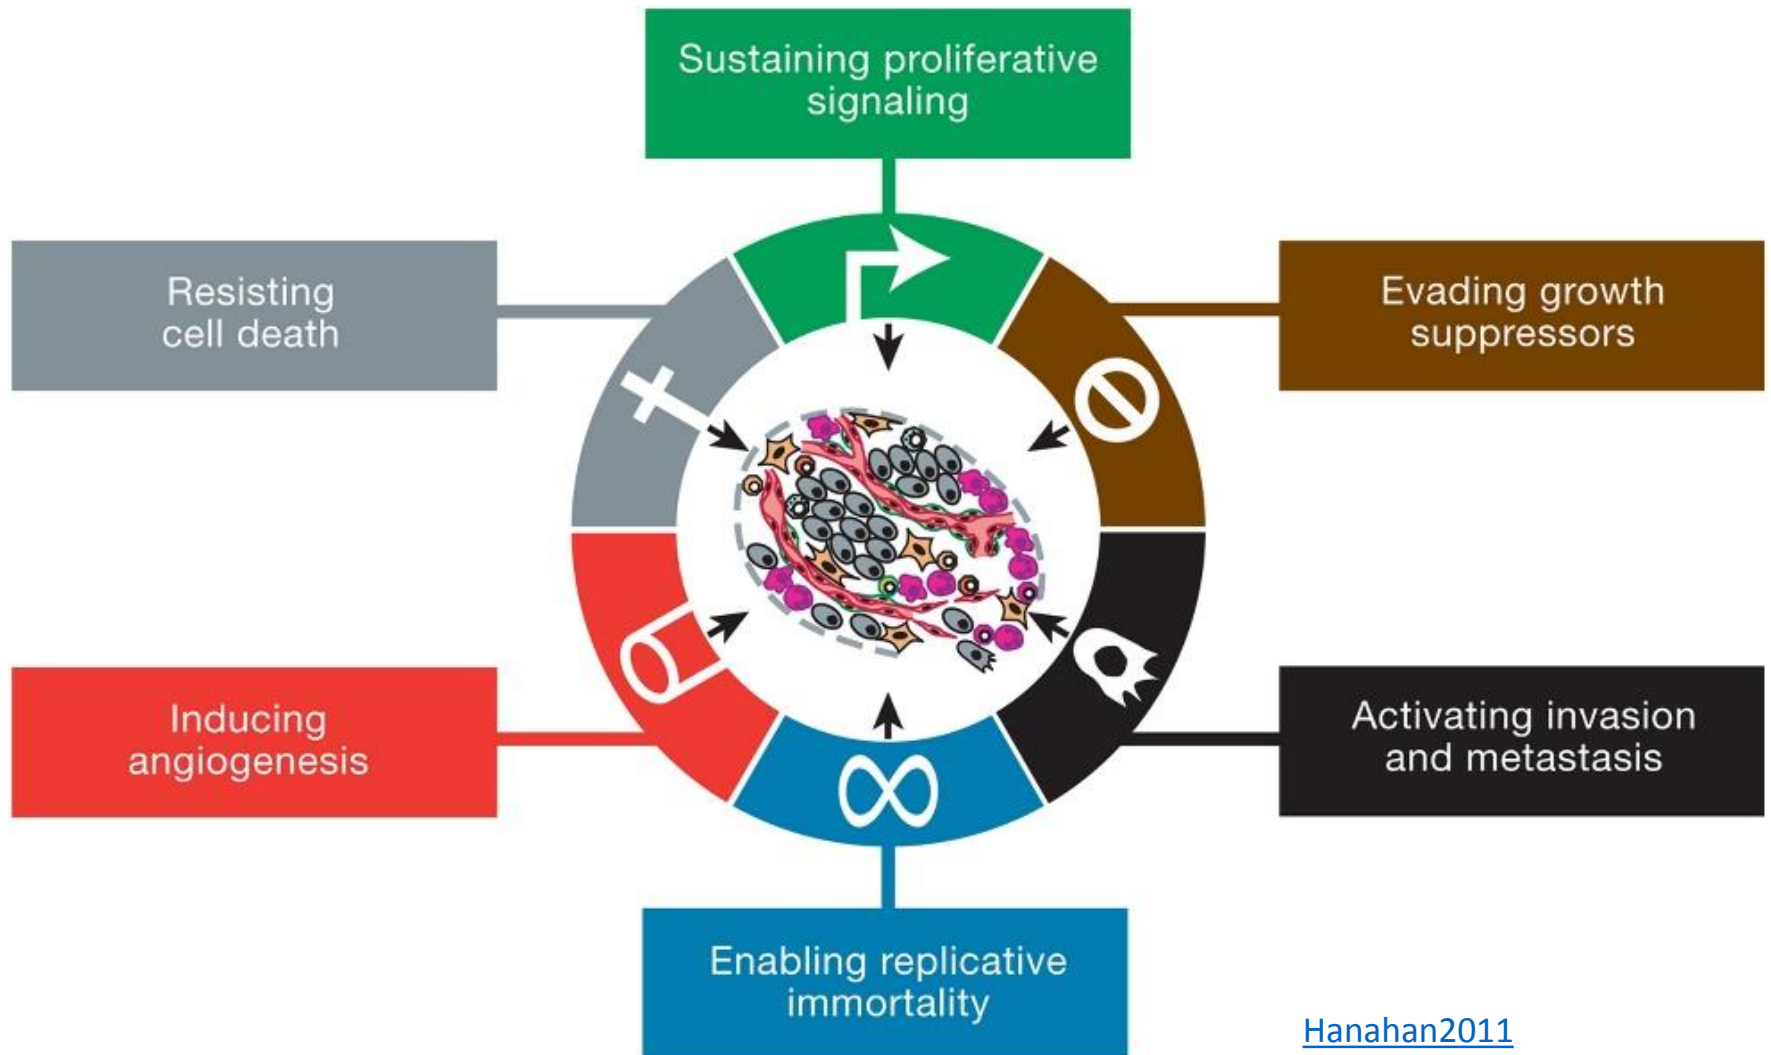 Sustaining proliferative
signaling
Resisting
cell death
Evading growth
suppressors
Inducing
angiogenesis
Activating invasion
and metastasis
Enabling replicative
immortality
Hanahan2011